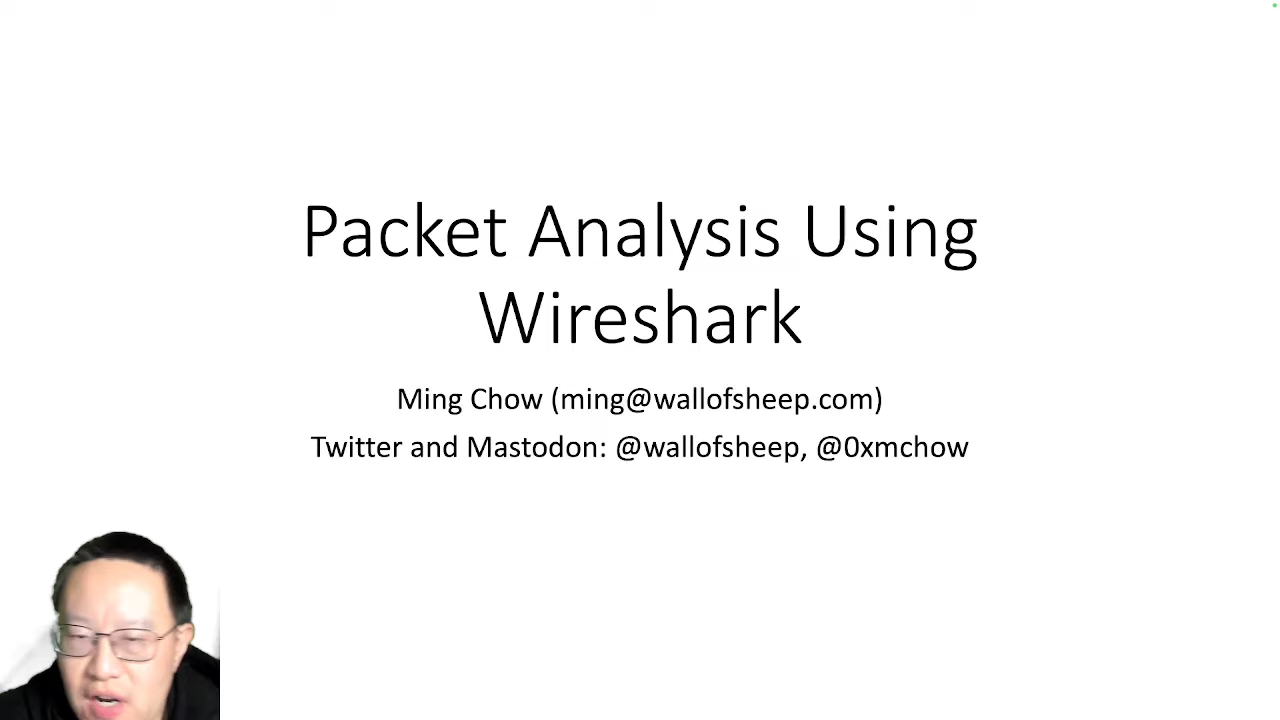 Packet Analysis Using
Wireshark
Ming Chow (ming@wallofsheep.com)
Twitter and Mastodon: @wallofsheep, @0xmchow